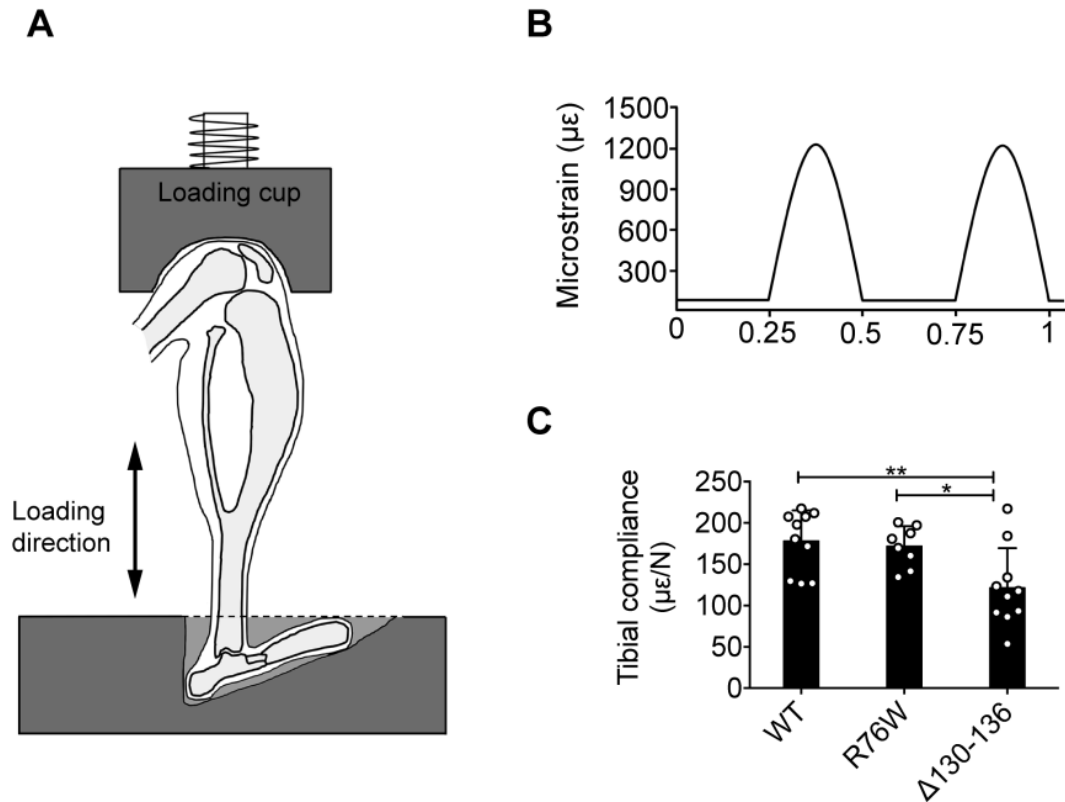 A
Loading cup
Loading
direction
B
Microstrain (με)
1500
1200
900
600
300
0
0.25
0.5
0.75
1
C
Tibial compliance
(με/N)
250
200
150
100
50
0
**
*
WT
R76W
Δ130-136